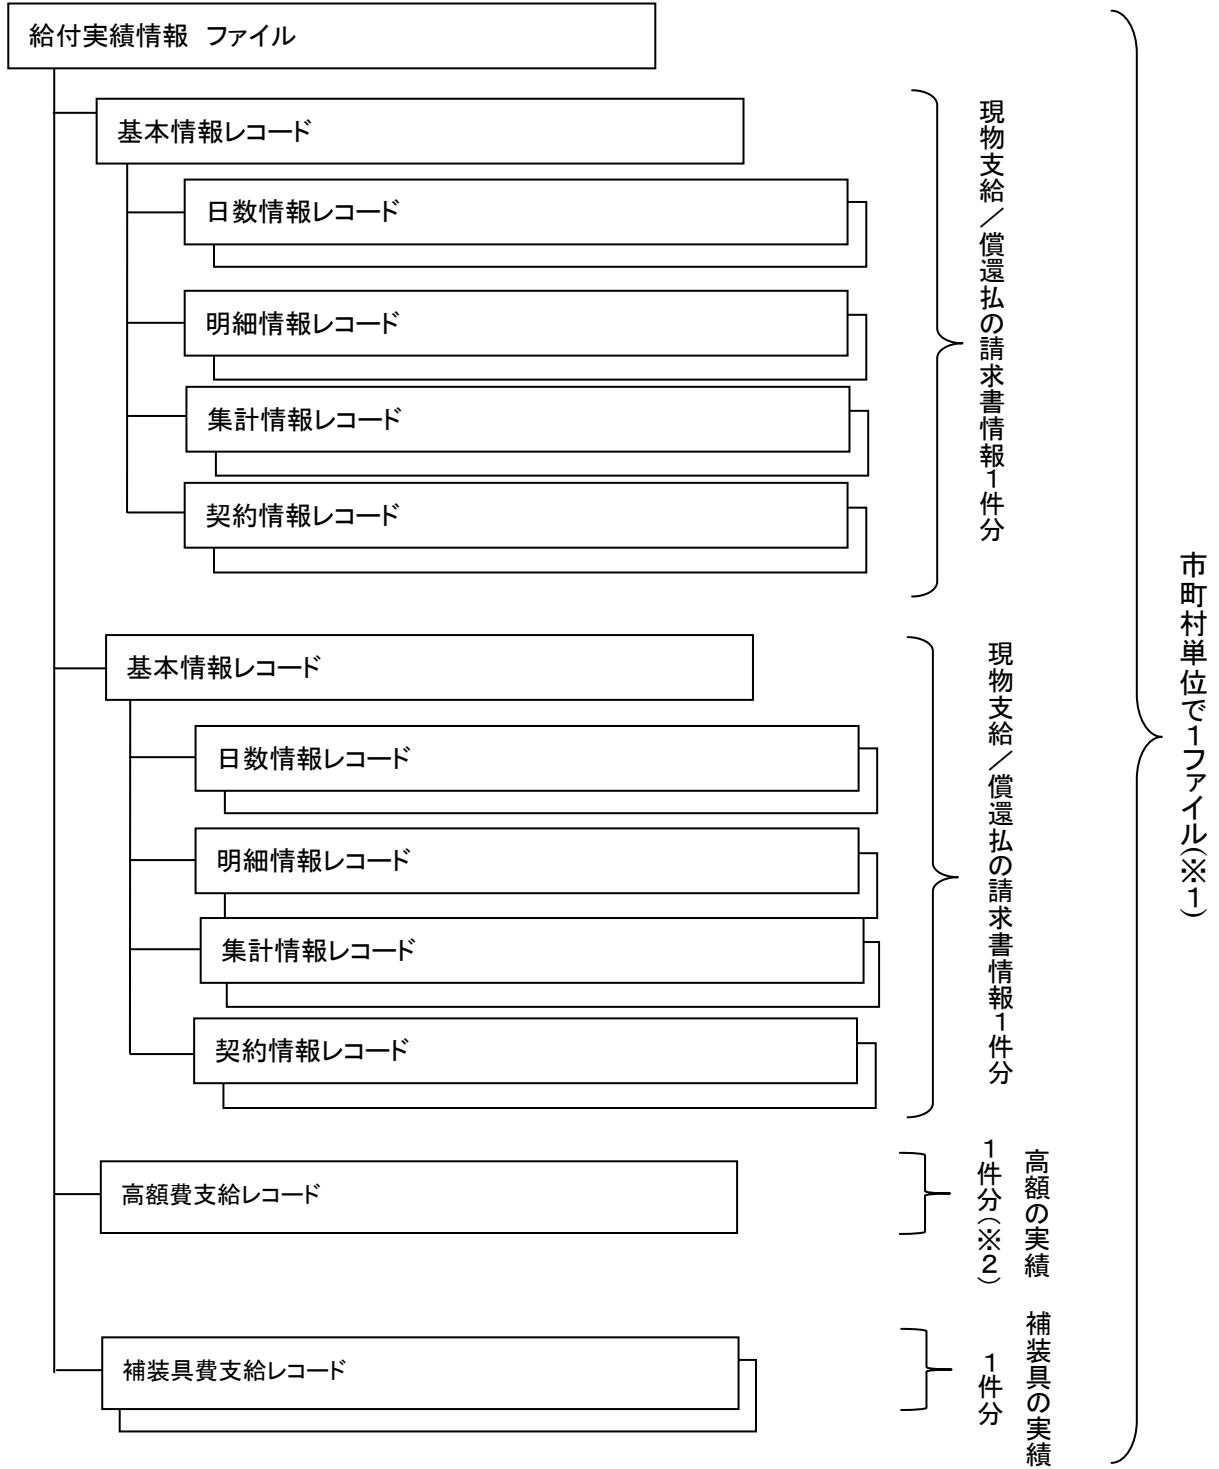 給付実績情報　ファイル
基本情報レコード
日数情報レコード
明細情報レコード
集計情報レコード
契約情報レコード
現物支給／償還払の請求書情報1件分
基本情報レコード
日数情報レコード
明細情報レコード
集計情報レコード
契約情報レコード
現物支給／償還払の請求書情報1件分
高額費支給レコード
高額の実績
1件分(※2)
補装具費支給レコード
補装具の実績
1件分
市町村単位で1ファイル(※1)